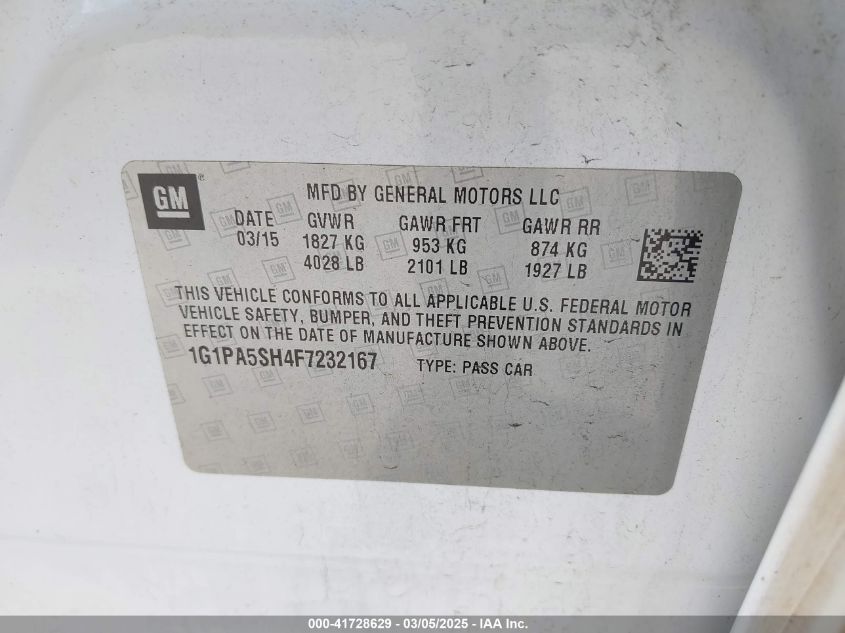 GM®
MFD BY GENERAL MOTORS LLC
DATE GVWR GAWR FRT GAWR RR
03/15 1827 KG 953 KG 874 KG
4028 LB 2101 LB 1927 LB
THIS VEHICLE CONFORMS TO ALL APPLICABLE U.S. FEDERAL MOTOR
VEHICLE SAFETY, BUMPER, AND THEFT PREVENTION STANDARDS IN
EFFECT ON THE DATE OF MANUFACTURE SHOWN ABOVE.
1G1PA5SH4F7232167 TYPE: PASS CAR
000-41728629 - 03/05/2025 - IAA Inc.